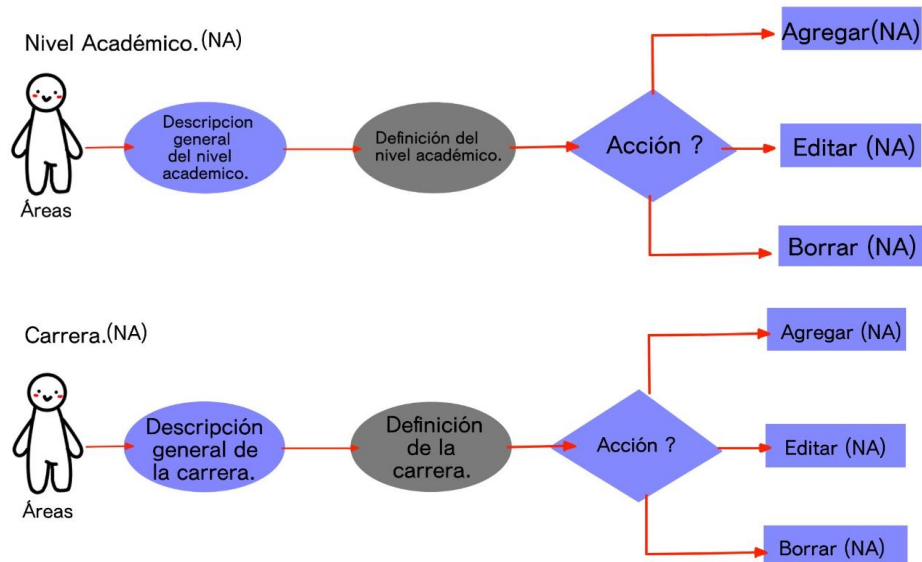 Nivel Académico.(NA)
Áreas
Descripcion
general
del nivel
academico.
Definición del
nivel académico.
Acción ?
Agregar(NA)
Editar (NA)
Borrar (NA)
Carrera.(NA)
Áreas
Descripción
general de
la carrera.
Definición
de la
carrera.
Acción ?
Agregar (NA)
Editar (NA)
Borrar (NA)